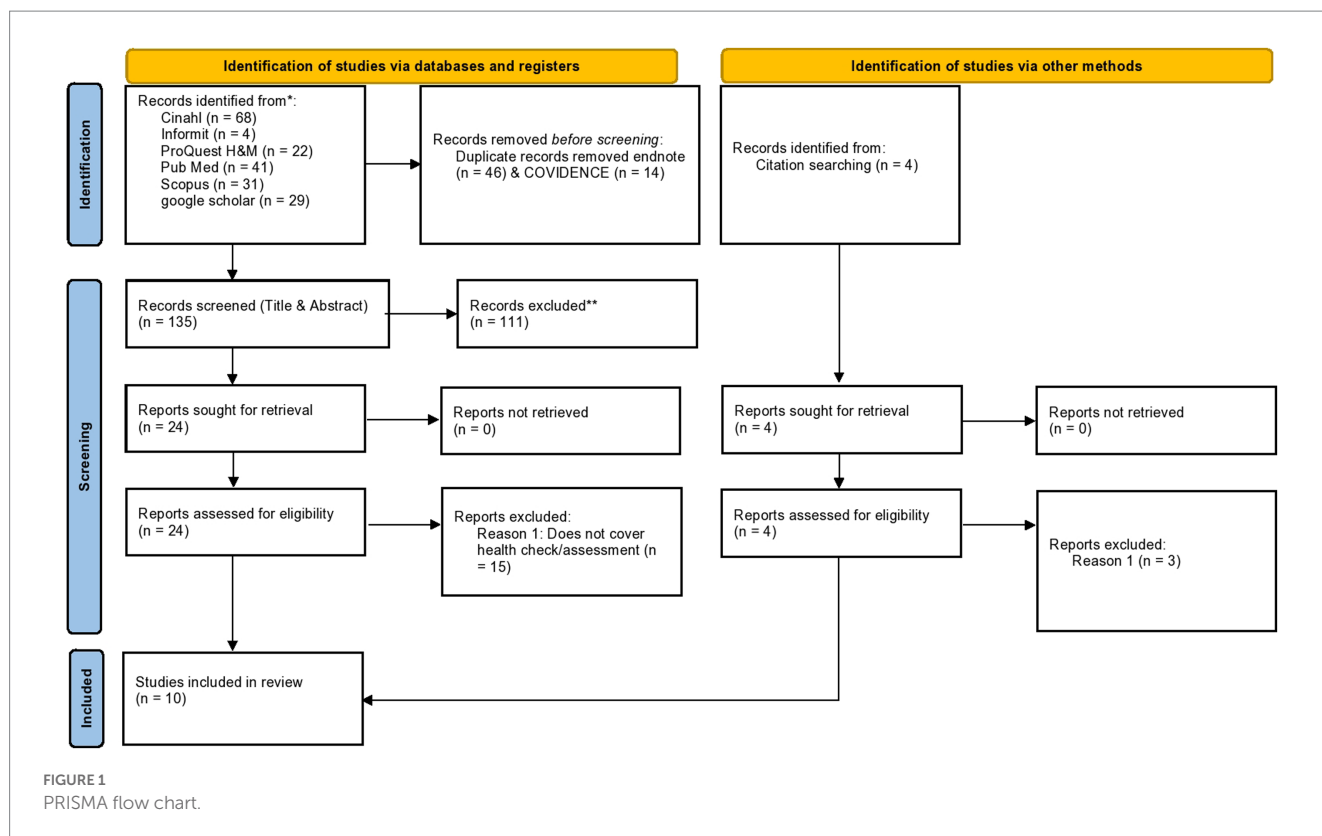 Identification of studies via databases and registers
Identification of studies via other methods
Identification
Records identified from*:
Cinahl (n = 68)
Informit (n = 4)
ProQuest H&M (n = 22)
Pub Med (n = 41)
Scopus (n = 31)
google scholar (n = 29)
Records removed before screening:
Duplicate records removed endnote
(n = 46) & COVIDENCE (n = 14)
Records identified from:
Citation searching (n = 4)
Screening
Records screened (Title & Abstract)
(n = 135)
Records excluded**
(n = 111)
Reports sought for retrieval
(n = 24)
Reports not retrieved
(n = 0)
Reports sought for retrieval
(n = 4)
Reports not retrieved
(n = 0)
Reports assessed for eligibility
(n = 24)
Reports excluded:
Reason 1: Does not cover
health check/assessment (n
= 15)
Reports assessed for eligibility
(n = 4)
Reports excluded:
Reason 1 (n = 3)
Included
Studies included in review
(n = 10)
FIGURE 1
PRISMA flow chart.